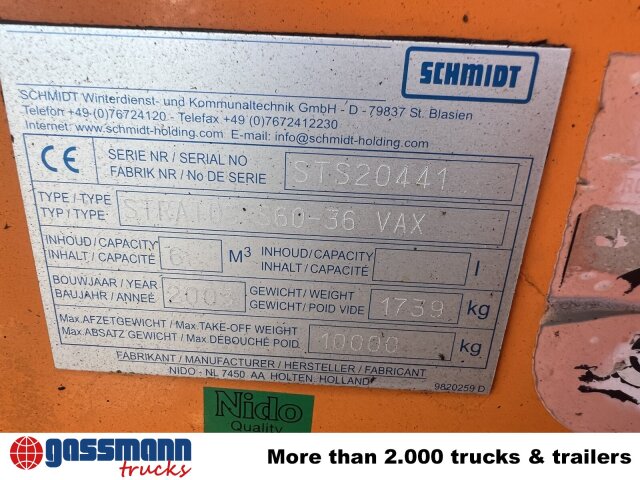 SCHMIDT
SCHMIDT Winterdienst- und Kommunaltechnik GmbH - D - 79837 St. Blasien
Telefon +49 (0)76724120 - Telefax +49 (0)7672412230
Internet: www.schmidt-holding.com E-mail: info@schmidt-holding.com
CE SERIE NR / SERIAL NO STS20441
FABRIK NR / No DE SERIE
TYPE / TYPE S60-36 VAX
TYP / TYPE:
INHOUD / CAPACITY 6 M³ INHOUD / CAPACITY: l
INHALT / CAPACITÉ INHALT / CAPACITÉ:
BOUWJAAR / YEAR GEWICHT / WEIGHT 1739 kg
BAUJAHR / ANNEÉ GEWICHT / POID VIDE
Max.AFZETGEWICHT / Max.TAKE-OFF WEIGHT 10000 kg
Max.ABSATZ GEWICHT / Max DEBOUCHÉ POID.
FABRIKANT / MANUFACTURER / HERSTELLER / FABRICANT
NIDO - NL 7450 AA HOLTEN: HOLLAND
9820259 D
Nido
Quality
gassmann
trucks
More than 2.000 trucks & trailers